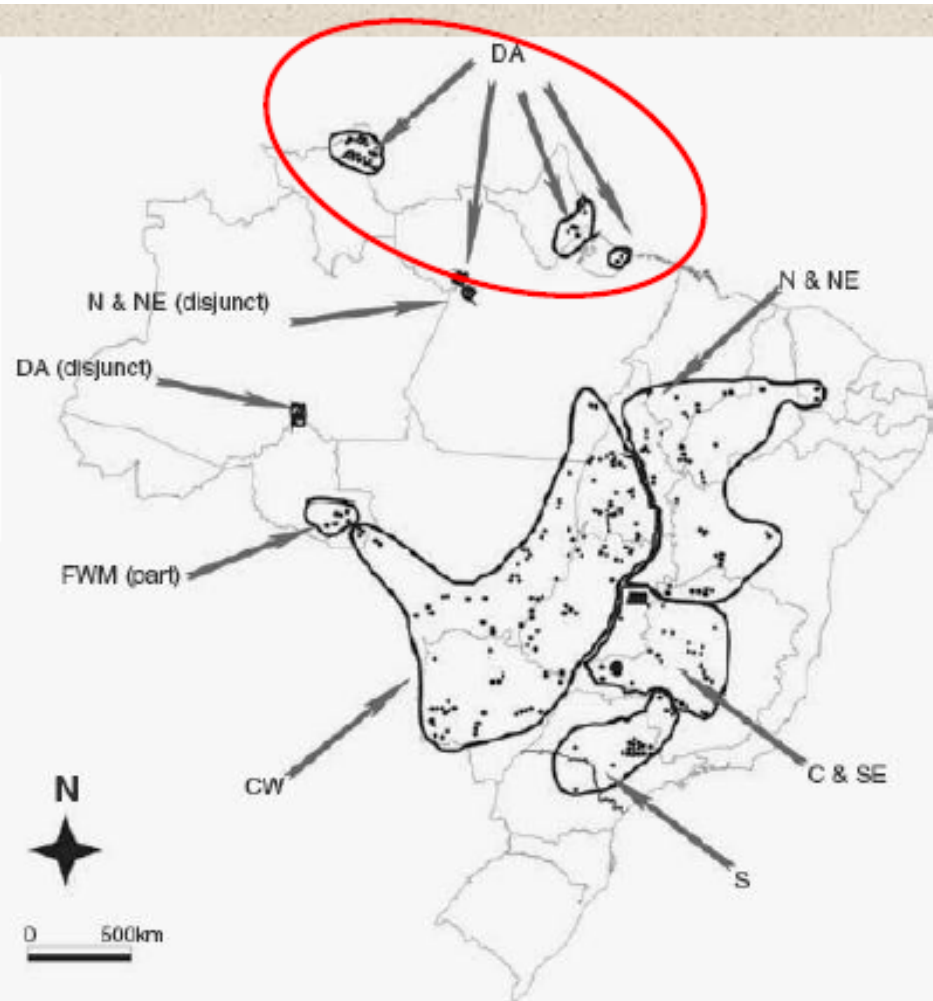 DA
N & NE (disjunct)
N & NE
DA (disjunct)
FWM (part)
CW
C & SE
S
N
0 500km